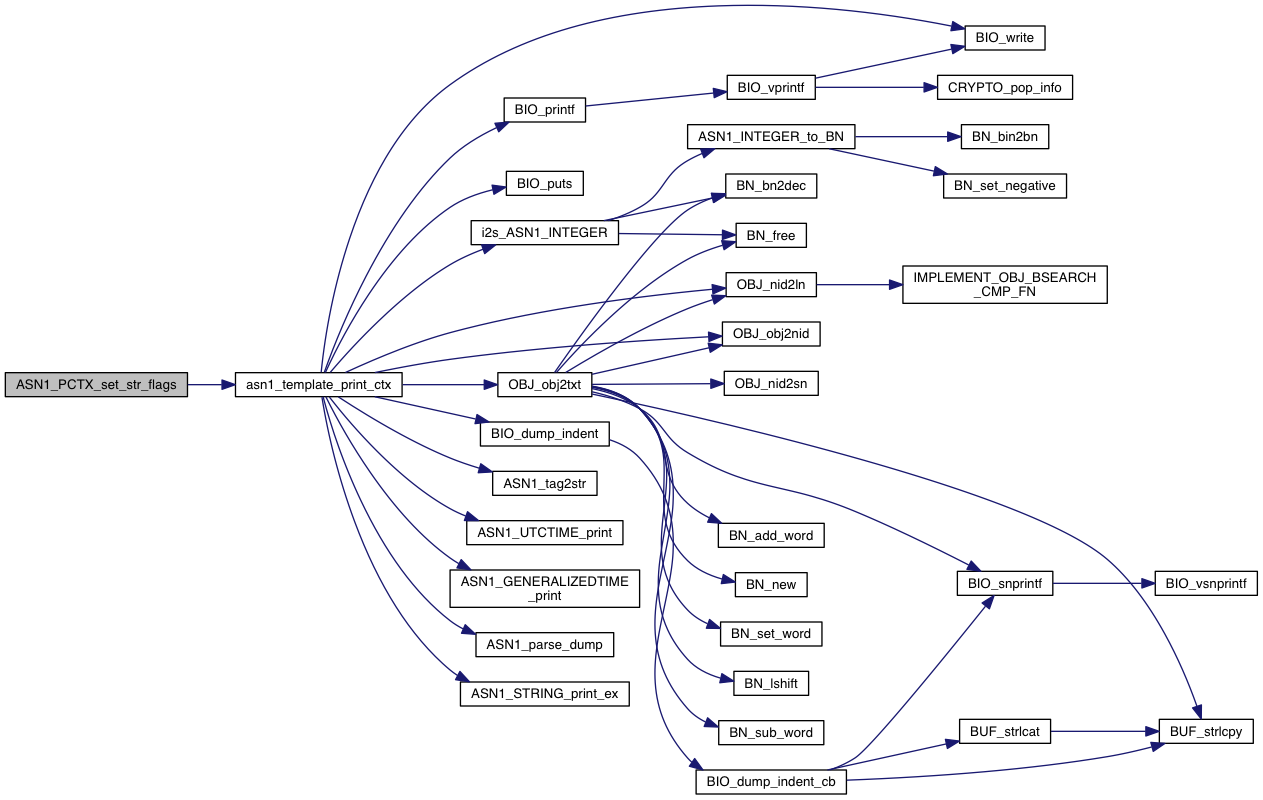 BIO_write
BIO_vprintf
CRYPTO_pop_info
BIO_printf
ASN1_INTEGER_to_BN
BN_bin2bn
BIO_puts
BN_bn2dec
BN_set_negative
i2s_ASN1_INTEGER
BN_free
OBJ_nid2ln
IMPLEMENT_OBJ_BSEARCH
_CMP_FN
OBJ_obj2nid
ASN1_PCTX_set_str_flags
asn1_template_print_ctx
OBJ_obj2txt
OBJ_nid2sn
BIO_dump_indent
ASN1_tag2str
ASN1_UTCTIME_print
BN_add_word
ASN1_GENERALIZEDTIME
_print
BN_new
BIO_snprintf
BIO_vsnprintf
ASN1_parse_dump
BN_set_word
ASN1_STRING_print_ex
BN_lshift
BN_sub_word
BUF_strlcat
BUF_strlcpy
BIO_dump_indent_cb